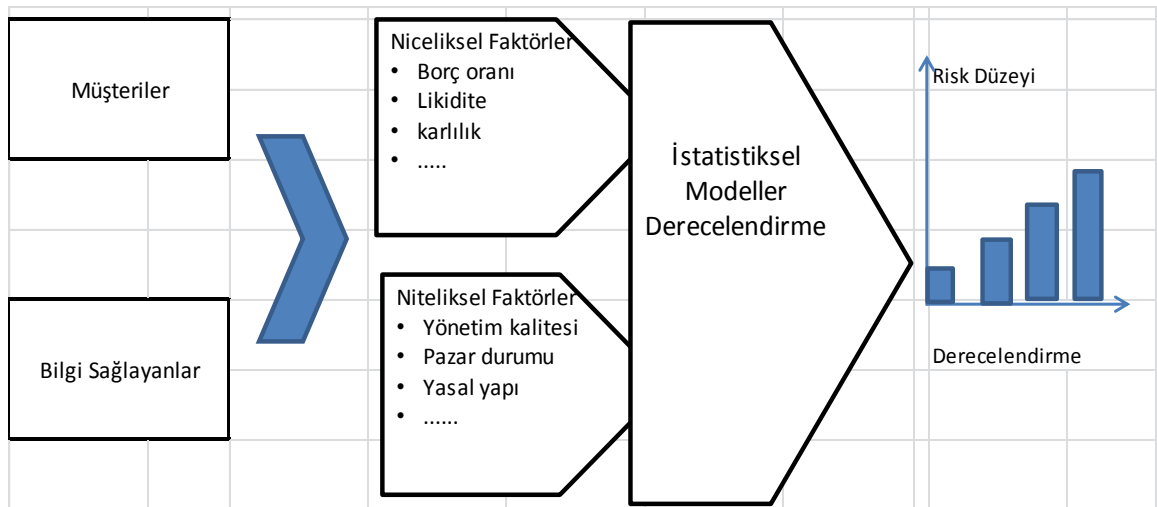 Müşteriler
Bilgi Sağlayanlar
Niceliksel Faktörler
• Borç oranı
• Likidite
• karlılık
• .....
Niteliksel Faktörler
• Yönetim kalitesi
• Pazar durumu
• Yasal yapı
• ......
İstatistiksel
Modeller
Derecelendirme
Risk Düzeyi
Derecelendirme